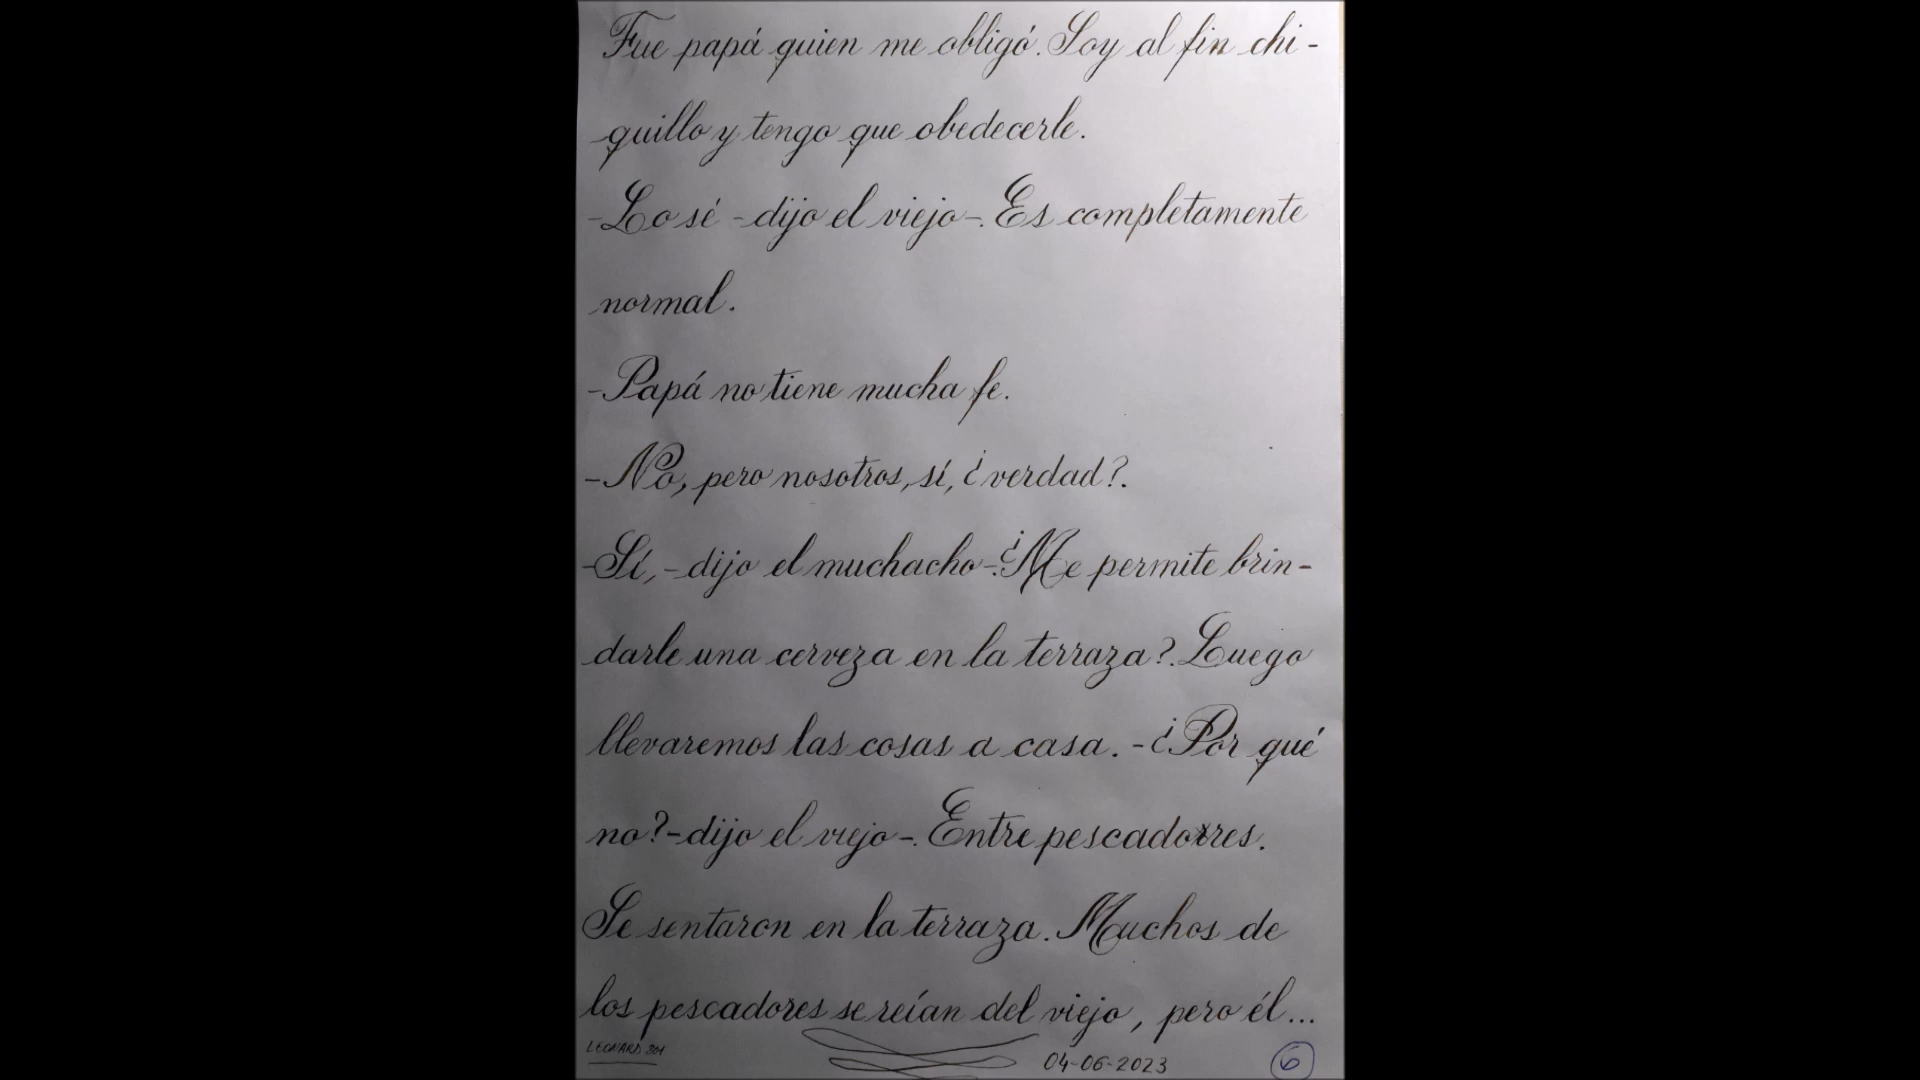 Fue papá quien me obligó. Soy al fin chi-
quillo y tengo que obedecerle.
-Lo sé -dijo el viejo-. Es completamente
normal.
-Papá no tiene mucha fe.
-No, pero nosotros, sí, ¿verdad?.
-Sí, -dijo el muchacho-. ¿Me permite brin-
darle una cerveza en la terraza?. Luego
llevaremos las cosas a casa. -¿Por qué
no?-dijo el viejo-. Entre pescadorres.
Se sentaron en la terraza. Muchos de
los pescadores se reían del viejo, pero él...
LEONARD 04-06-2023 6